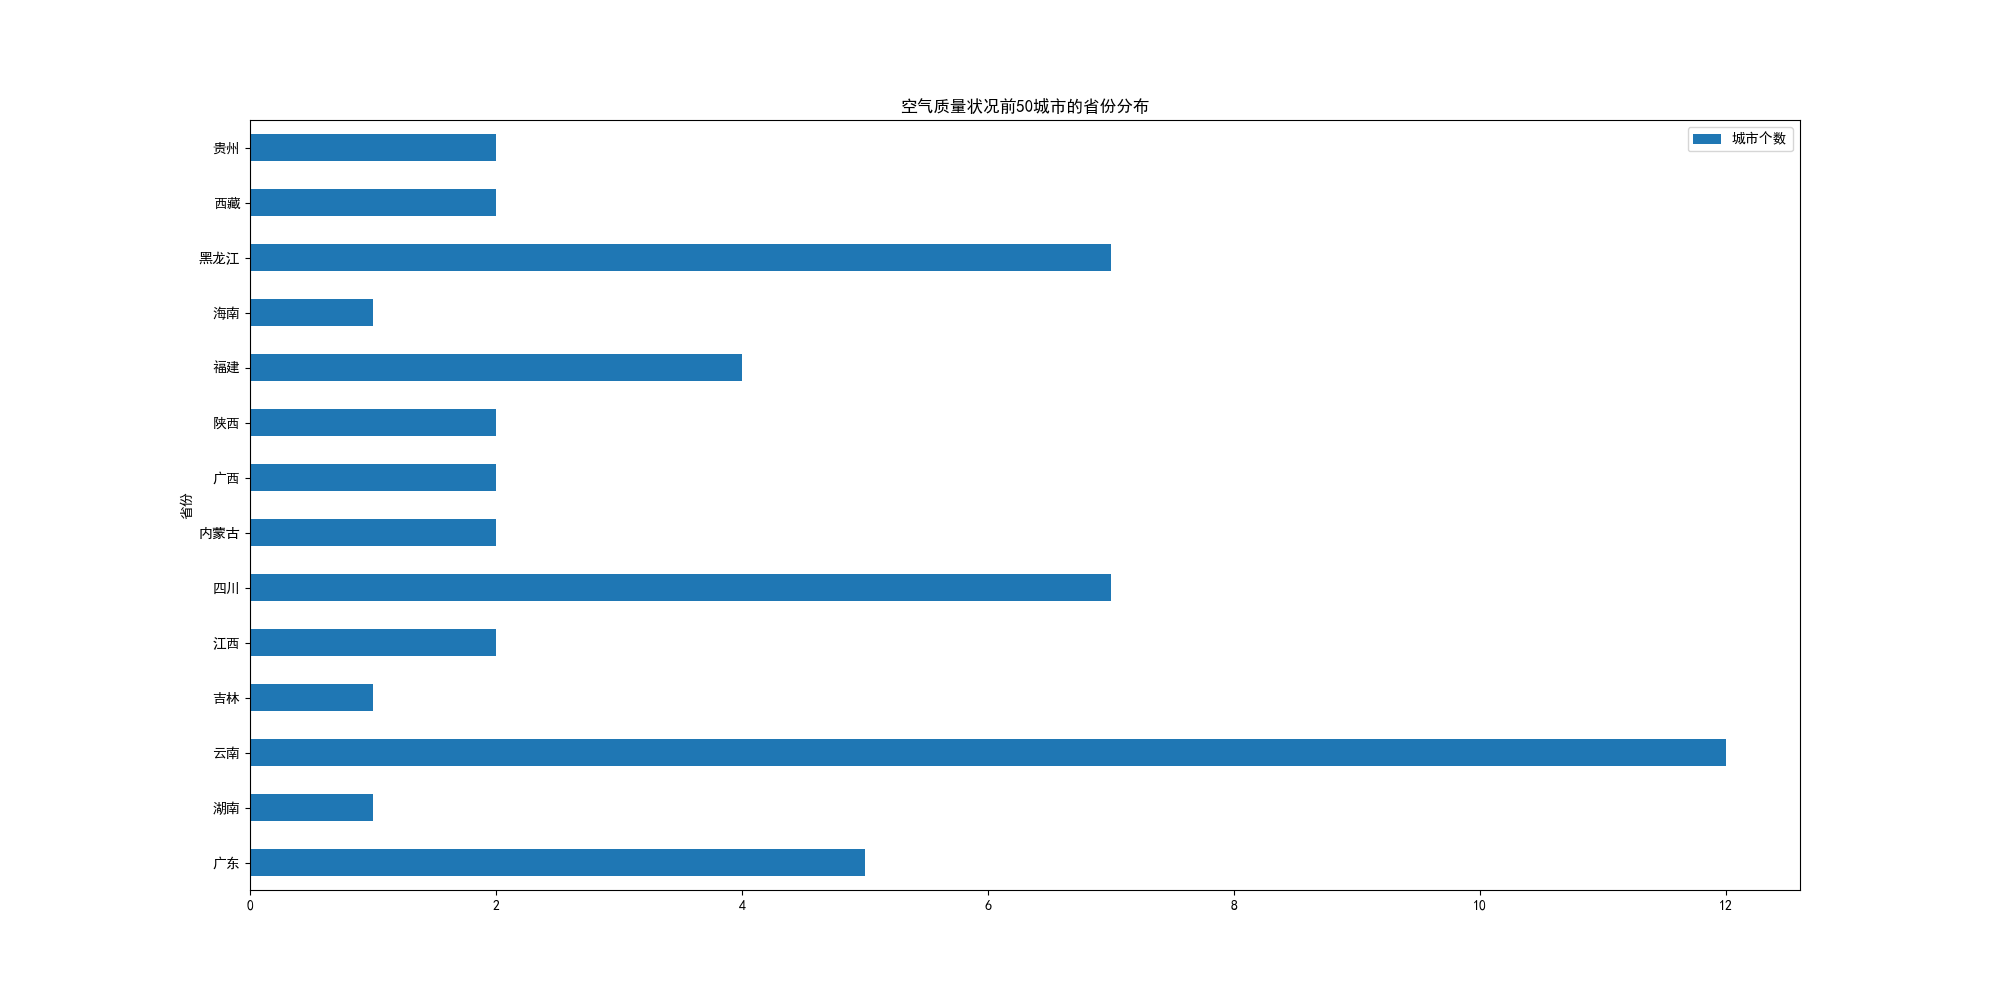 空气质量状况前50城市的省份分布
城市个数
贵州
西藏
黑龙江
海南
福建
陕西
广西
内蒙古
四川
江西
吉林
云南
湖南
广东
省份
0 2 4 6 8 10 12